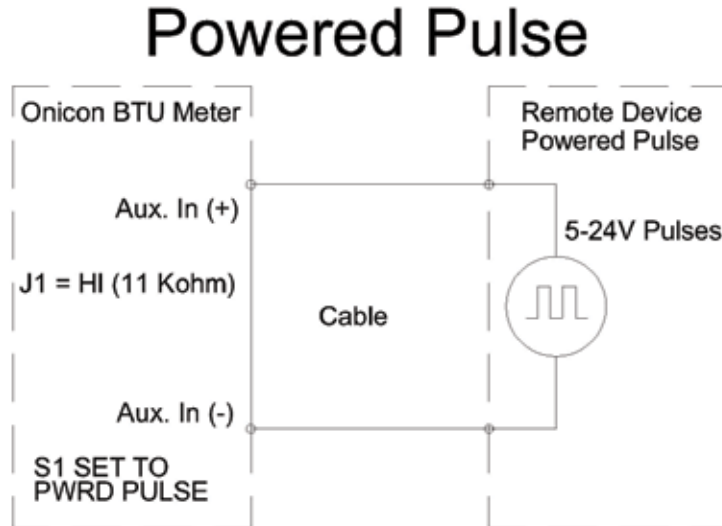 Powered Pulse
Onicon BTU Meter
Remote Device
Powered Pulse
Aux. In (+)
5-24V Pulses
J1 = HI (11 Kohm)
Cable
Aux. In (-)
S1 SET TO
PWRD PULSE